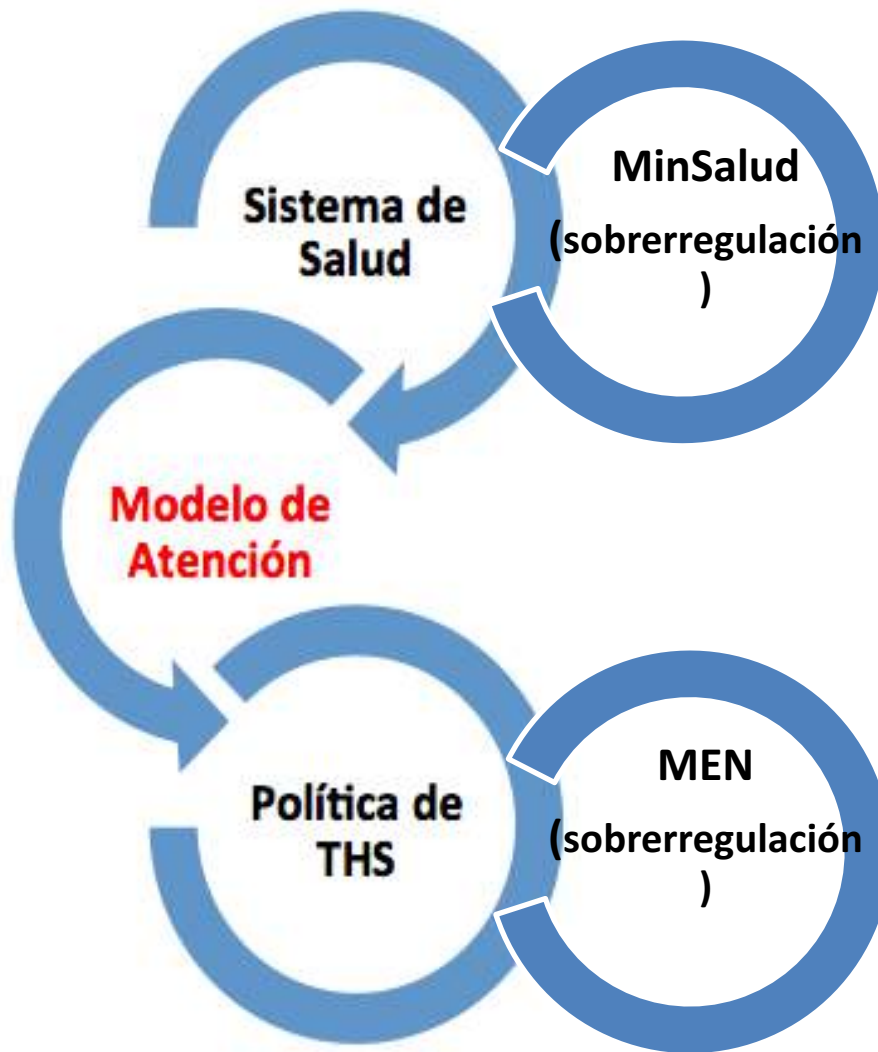 Sistema de
Salud
MinSalud
(sobrerregulación
)
Modelo de
Atención
Política de
THS
MEN
(sobrerregulación
)